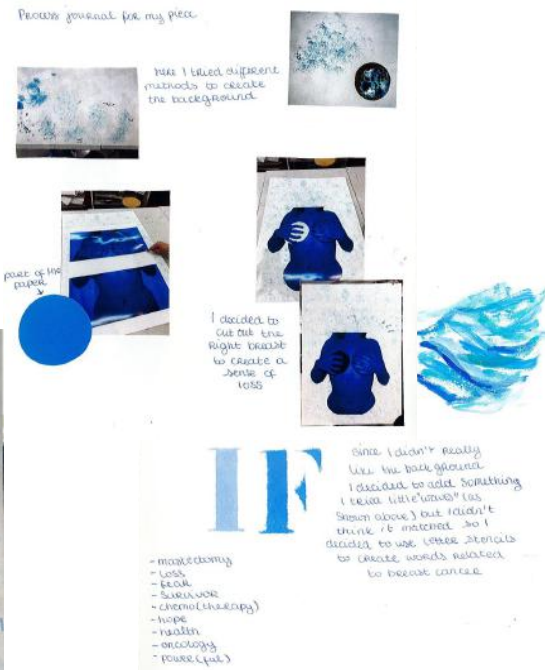 Process journal for my piece
here I tried different
methods to create
the background
part of the
paper
I decided to
cut out the
right breast
to create a
sense of
loss
IF
since I didn't really
like the background
I decided to add something
I tried little "waves" (as
shown above) but I didn't
think it matched so I
decided to use letter stencils
to create words related
to breast cancer
- mastectomy
- loss
- fear
- survivor
- chemo(therapy)
- hope
- health
- oncology
- power(ful)